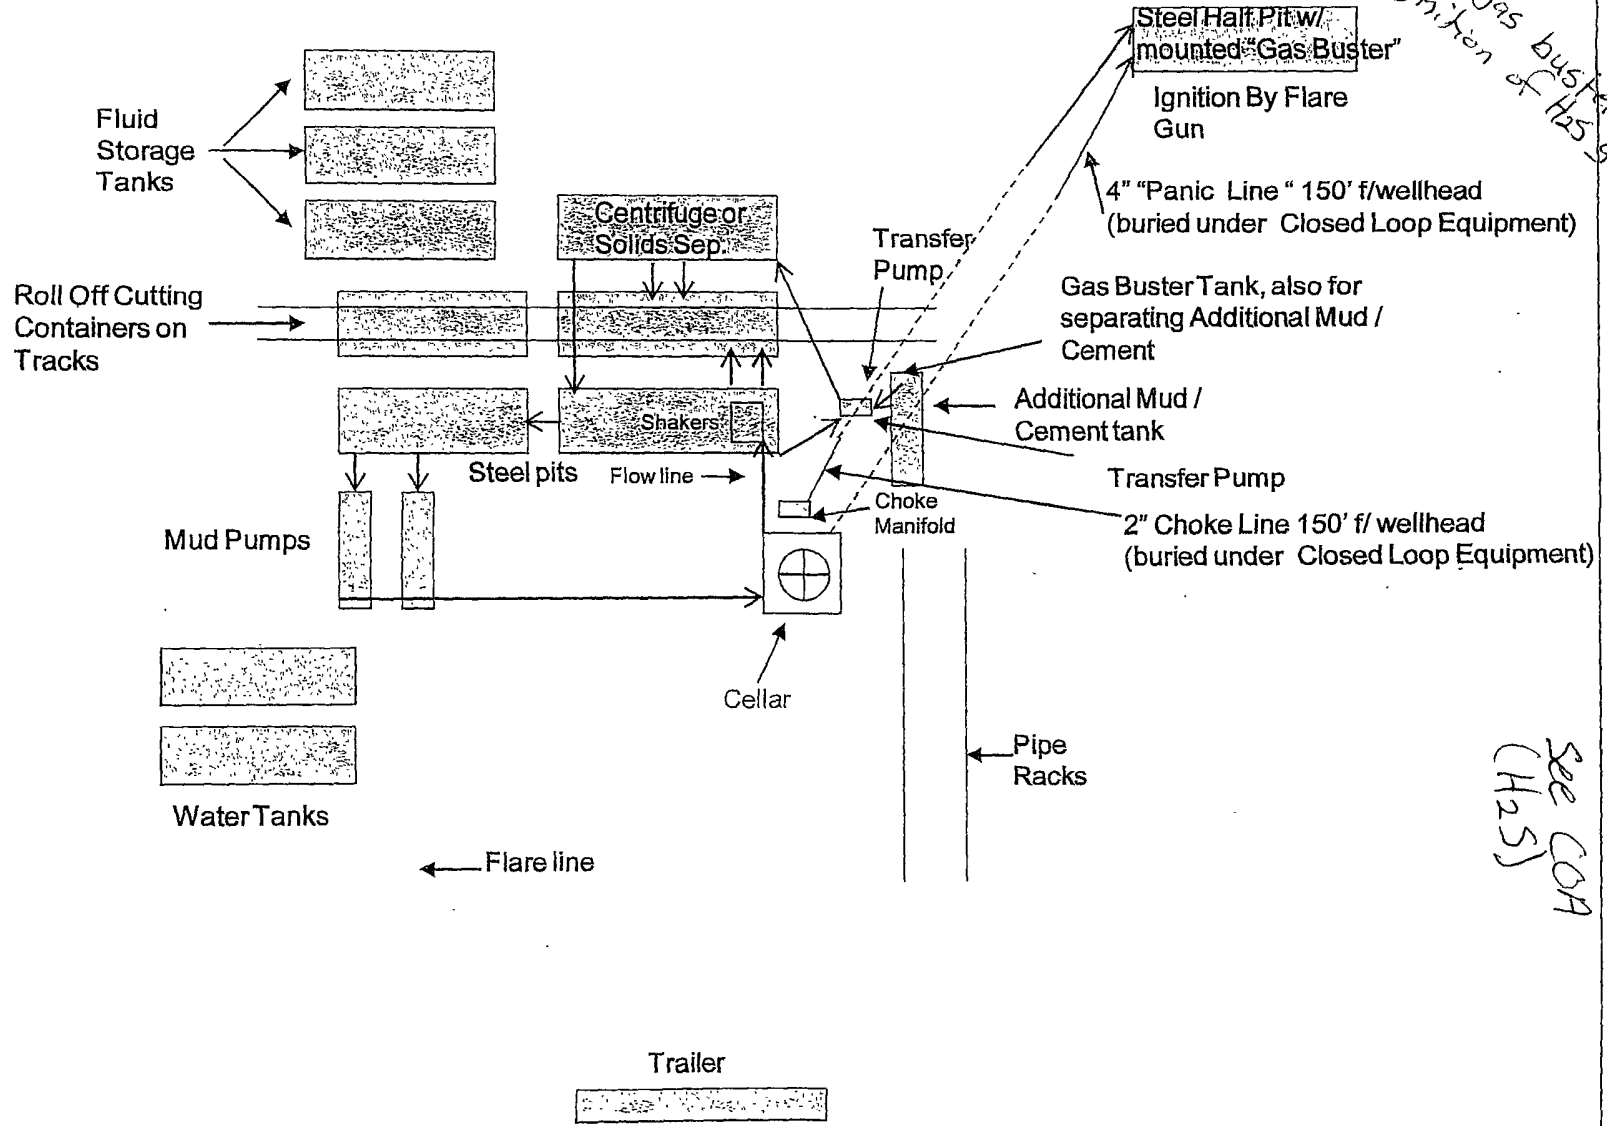 Steel Half Pit w/
mounted "Gas Buster"
gas buster
of H2S
Ignition By Flare
Gun
Fluid
Storage
Tanks
4" "Panic Line " 150' f/wellhead
(buried under Closed Loop Equipment)
Centrifuge or
Solids Sep.
Transfer
Pump
Roll Off Cutting
Containers on
Tracks
Gas Buster Tank, also for
separating Additional Mud /
Cement
Additional Mud /
Cement tank
Shakers
Steel pits
Flow line
Transfer Pump
Choke
Manifold
2" Choke Line 150' f/ wellhead
(buried under Closed Loop Equipment)
Mud Pumps
Cellar
Pipe
Racks
See COA
(H2S)
Water Tanks
Flare line
Trailer